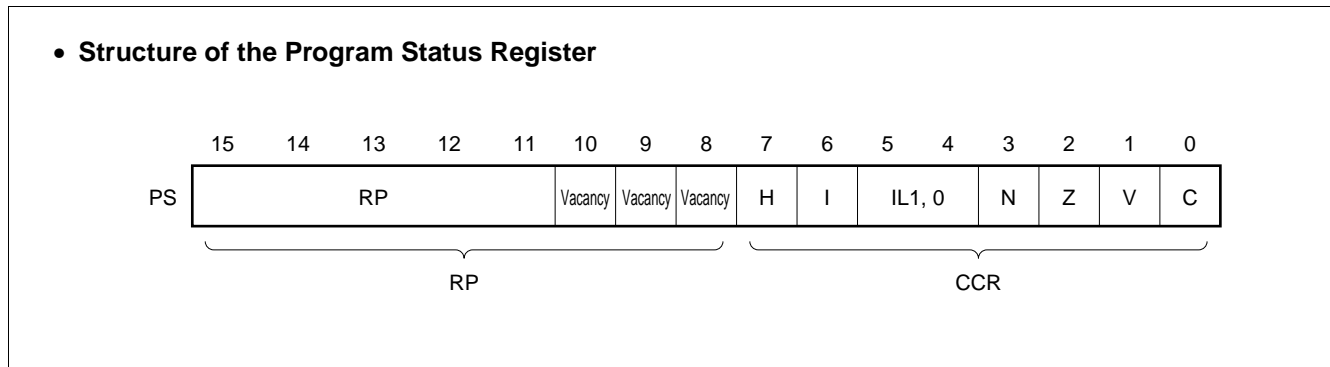 • Structure of the Program Status Register
15 14 13 12 11 10 9 8 7 6 5 4 3 2 1 0
PS RP Vacancy Vacancy Vacancy H I IL1, 0 N Z V C
RP CCR